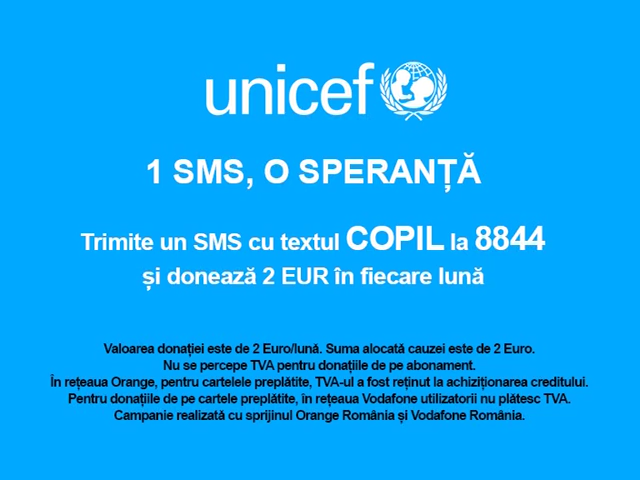 unicef
1 SMS, O SPERANȚĂ
Trimite un SMS cu textul COPIL la 8844
și donează 2 EUR în fiecare lună
Valoarea donației este de 2 Euro/lună. Suma alocată cauzei este de 2 Euro.
Nu se percepe TVA pentru donațiile de pe abonament.
În rețeaua Orange, pentru cartelele preplătite, TVA-ul a fost reținut la achiziționarea creditului.
Pentru donațiile de pe cartele preplătite, în rețeaua Vodafone utilizatorii nu plătesc TVA.
Campanie realizată cu sprijinul Orange România și Vodafone România.